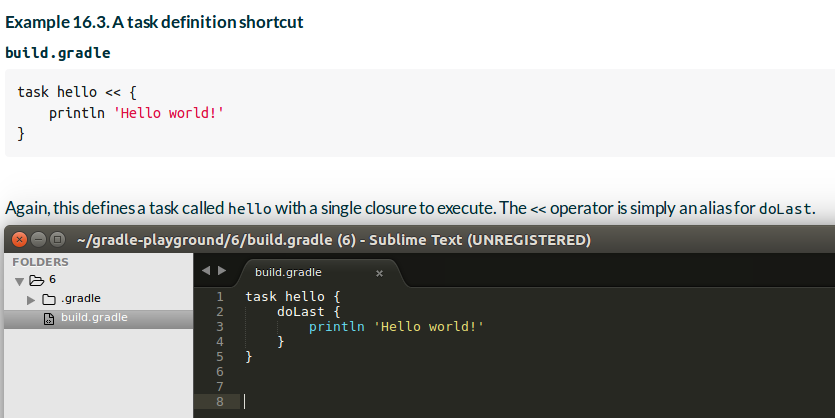 Example 16.3. A task definition shortcut
build.gradle
task hello << {
    println 'Hello world!'
}
Again, this defines a task called hello with a single closure to execute. The << operator is simply an alias for doLast.
~/gradle-playground/6/build.gradle (6) - Sublime Text (UNREGISTERED)
FOLDERS
6
.gradle
build.gradle
build.gradle x
1 task hello {
2     doLast {
3         println 'Hello world!'
4     }
5 }
6
7
8